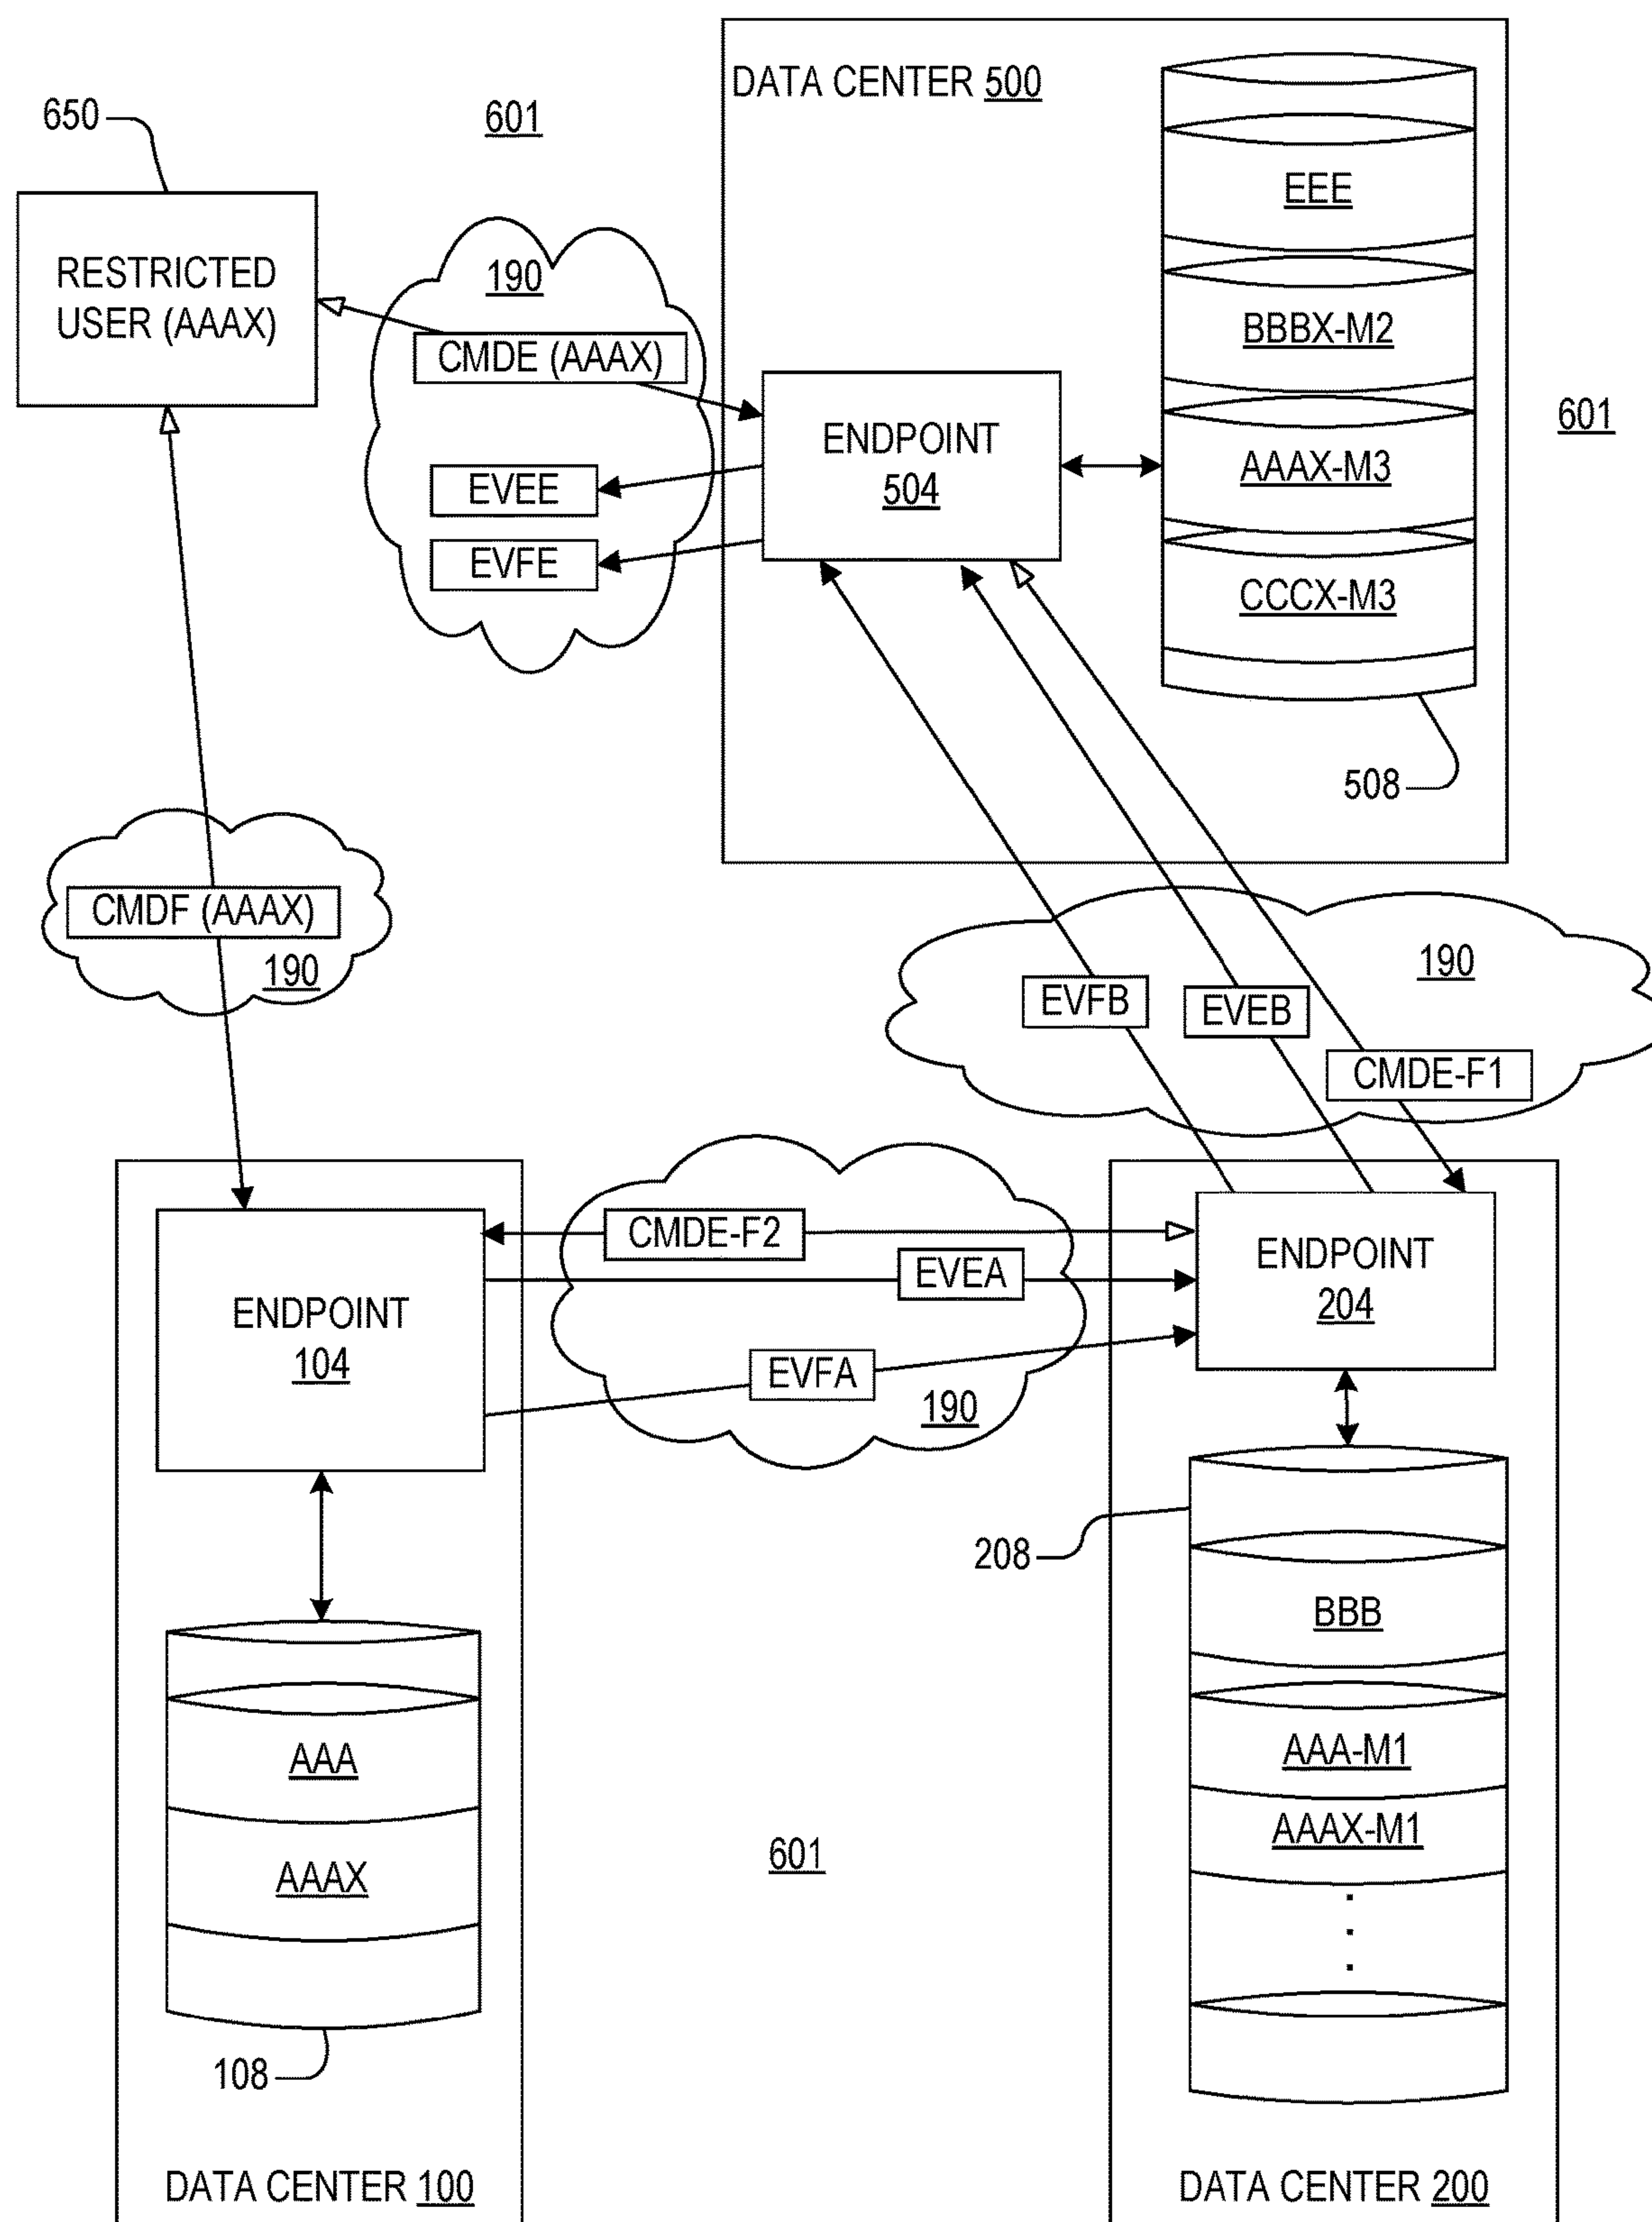 DATA CENTER 500
650
601
EEE
RESTRICTED
USER (AAAX)
190
CMDE (AAAX)
BBBX-M2
601
ENDPOINT
504
AAAX-M3
EVEE
EVFE
CCCX-M3
508
CMDF (AAAX)
190
190
EVFB
EVEB
CMDE-F1
CMDE-F2
EVEA
ENDPOINT
204
ENDPOINT
104
EVFA
190
208
BBB
AAA
AAA-M1
AAAX-M1
AAAX
601
108
DATA CENTER 100
DATA CENTER 200